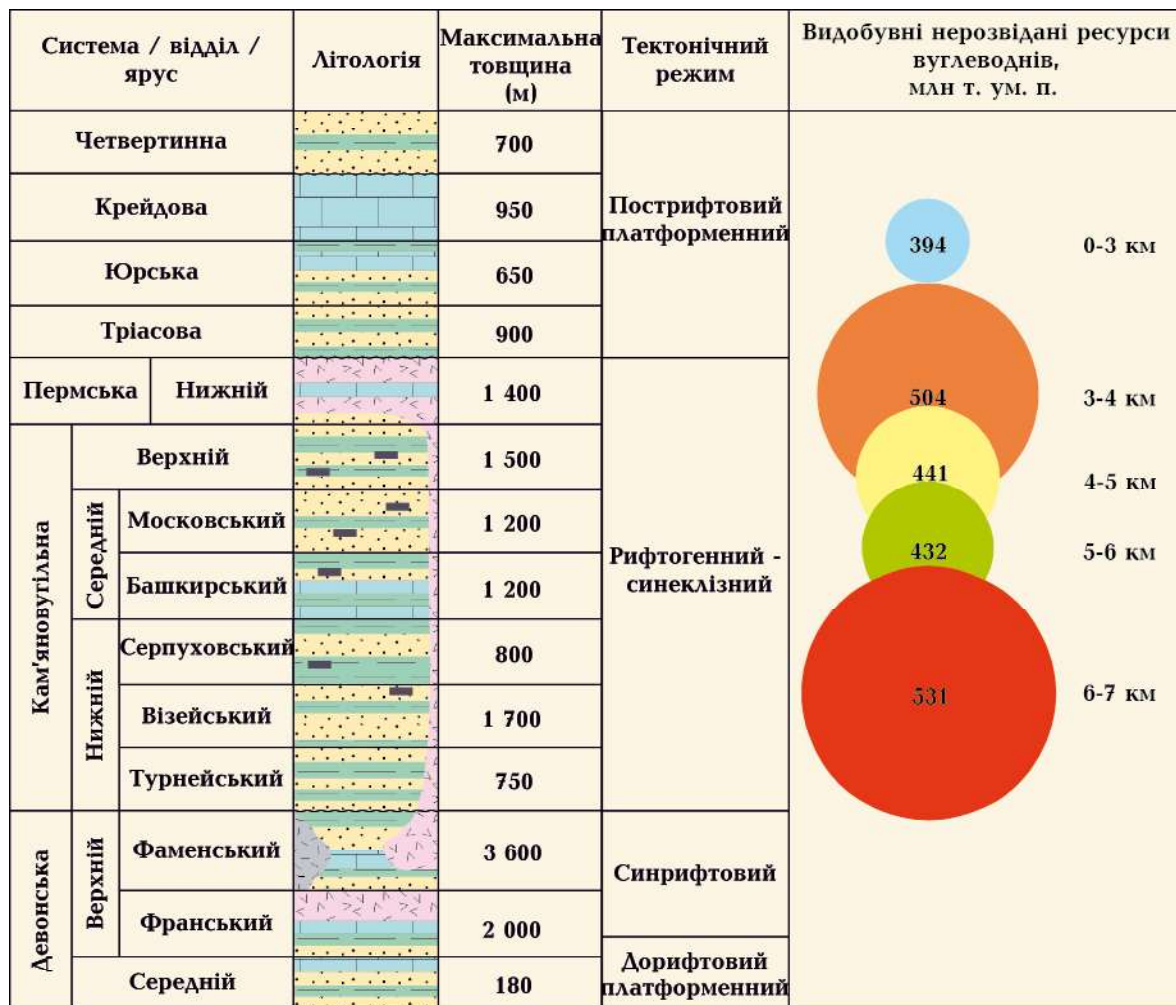 Система / відділ /
ярус
Літологія
Максимальна
товщина
(м)
Тектонічний
режим
Видобувні нерозвідані ресурси
вуглеводнів,
млн т. ум. п.
Четвертинна
700
Крейдова
950
Юрська
650
Тріасова
900
Пострифтовий
платформенний
Пермська
Нижній
1 400
Кам'яновугільна
Верхній
1 500
Середній
Московський
1 200
Башкирський
1 200
Нижній
Серпуховський
800
Візейський
1 700
Турнейський
750
Рифтогенний -
синеклізний
Девонська
Верхній
Фаменський
3 600
Франський
2 000
Синрифтовий
Середній
180
Дорифтовий
платформенний
394
0-3 км
504
3-4 км
441
4-5 км
432
5-6 км
531
6-7 км